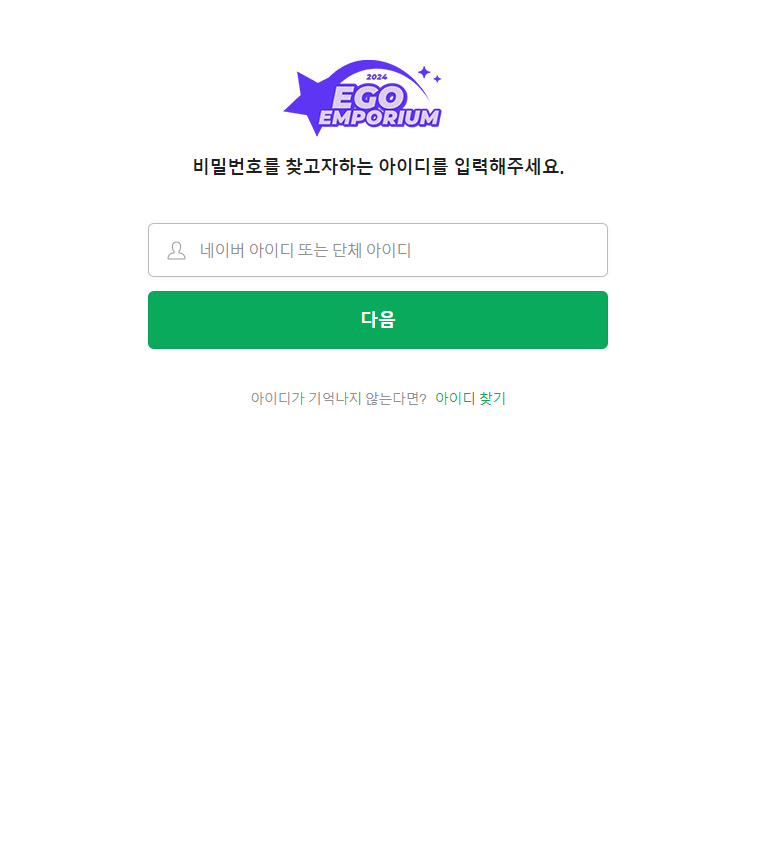 2024
EGO
EMPORIUM
비밀번호를 찾고자하는 아이디를 입력해주세요.
네이버 아이디 또는 단체 아이디
다음
아이디가 기억나지 않는다면? 아이디 찾기